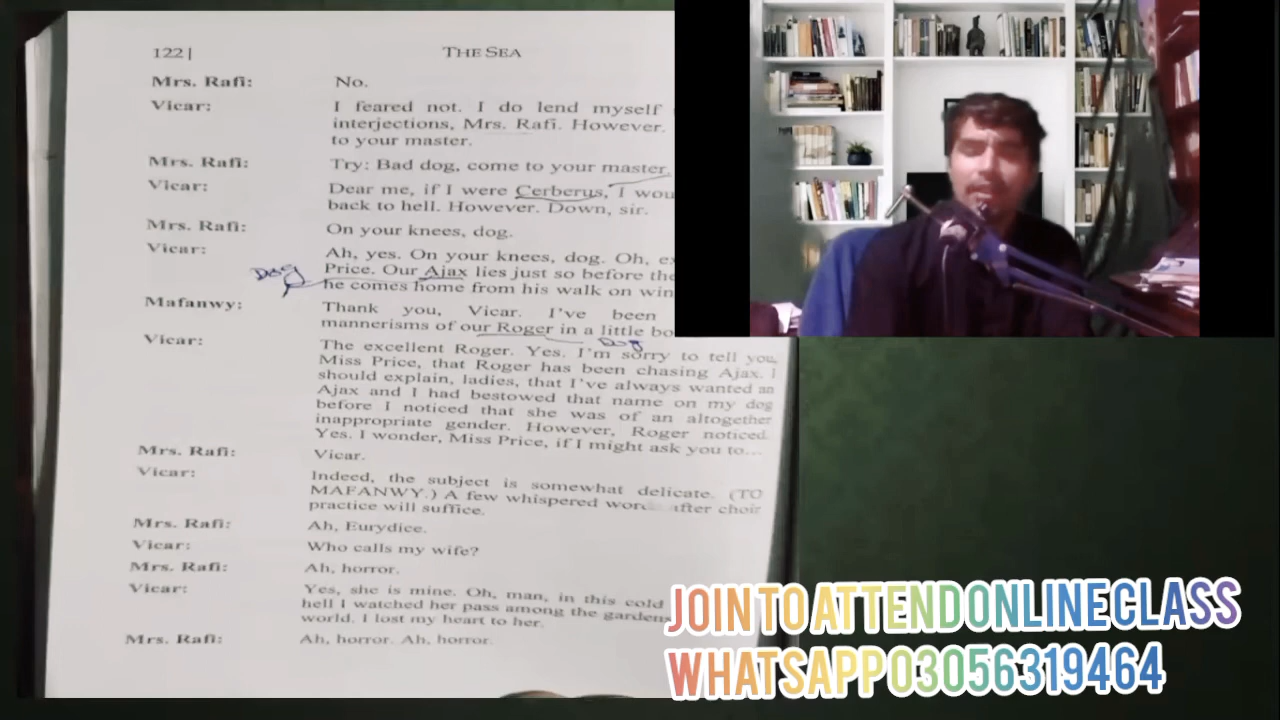 122| THE SEA
Mrs. Rafi: No.
Vicar: I feared not. I do lend myself
interjections, Mrs. Rafi. However.
to your master.
Mrs. Rafi: Try: Bad dog, come to your master.
Vicar: Dear me, if I were Cerberus, I wou
back to hell. However. Down, sir.
Mrs. Rafi: On your knees, dog.
Vicar: Ah, yes. On your knees, dog. Oh, ex
Price. Our Ajax lies just so before the
Dog
he comes home from his walk on win
Mafanwy: Thank you, Vicar. I've been
mannerisms of our Roger in a little bo
Dog
Vicar: The excellent Roger. Yes. I'm sorry to tell you,
Miss Price, that Roger has been chasing Ajax. I
should explain, ladies, that I've always wanted an
Ajax and I had bestowed that name on my dog
before I noticed that she was of an altogether
inappropriate gender. However, Roger noticed.
Yes. I wonder, Miss Price, if I might ask you to...
Mrs. Rafi: Vicar.
Vicar: Indeed, the subject is somewhat delicate. (TO
MAFANWY.) A few whispered words after choir
practice will suffice.
Mrs. Rafi: Ah, Eurydice.
Vicar: Who calls my wife?
Mrs. Rafi: Ah, horror.
Vicar: Yes, she is mine. Oh, man, in this cold
hell I watched her pass among the gardens
world. I lost my heart to her.
Mrs. Rafi: Ah, horror. Ah, horror.
JOIN TO ATTEND ONLINE CLASS
WHATSAPP 03056319464